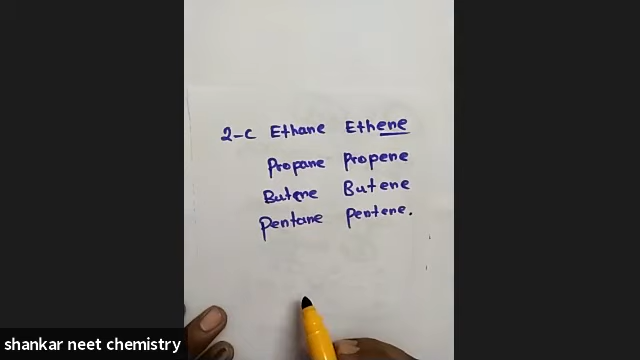 2-C Ethane Ethene
Propane Propene
Butene Butene
Pentane Pentene.
shankar neet chemistry